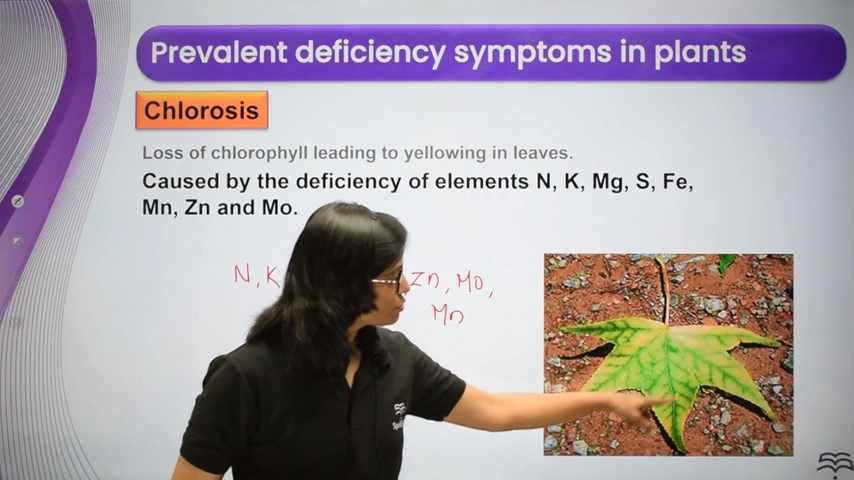 Prevalent deficiency symptoms in plants
Chlorosis
Loss of chlorophyll leading to yellowing in leaves.
Caused by the deficiency of elements N, K, Mg, S, Fe,
Mn, Zn and Mo.
N, K
Zn, Mo,
Mn